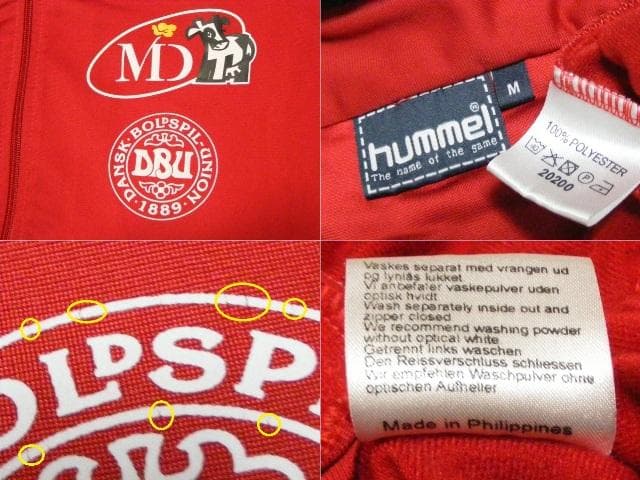 MD
DANSK · BOLDSPIL-UNION
DBU
· 1889 ·
M
hummel®
The name of the game
100% POLYESTER
20200
BOLDSPI
Vaskes separat med vrangen ud
og lynlås lukket
Vi anbefaler vaskepulver uden
optisk hvidt
Wash separately inside out and
zipper closed
We recommend washing powder
without optical white
Getrennt links waschen
Den Reissverschluss schliessen
Wir empfehlen Waschpulver ohne
optischen Aufheller
Made in Philippines